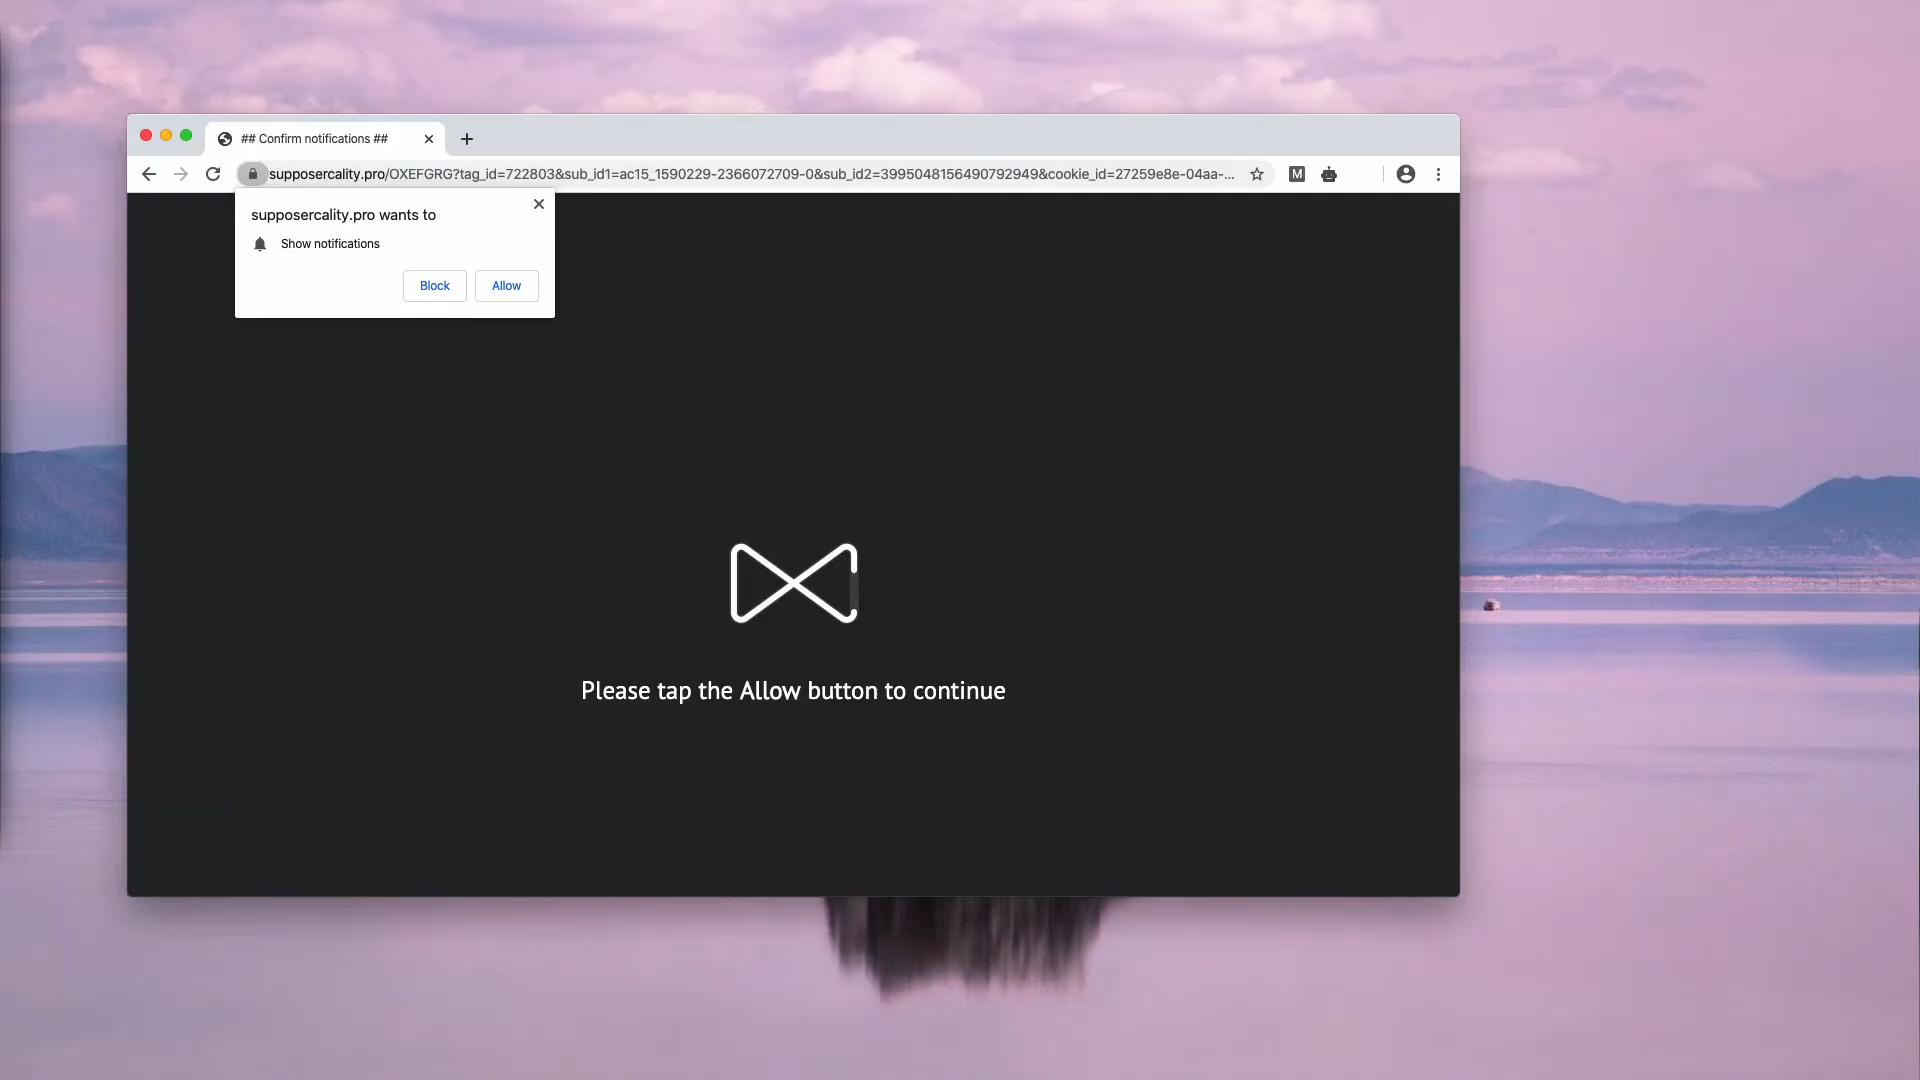 ## Confirm notifications ##
supposercality.pro/OXEFGRG?tag_id=722803&sub_id1=ac15_1590229-2366072709-0&sub_id2=3995048156490792949&cookie_id=27259e8e-04aa-...
M
supposercality.pro wants to
Show notifications
Block Allow
Please tap the Allow button to continue